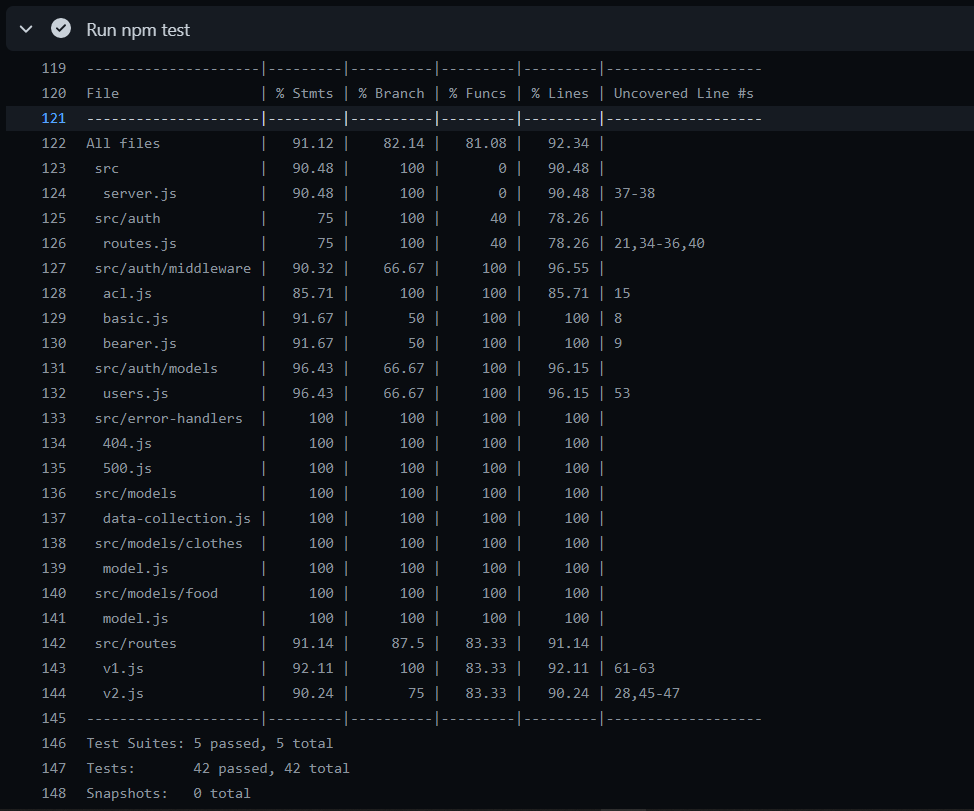 Run npm test
119 ---------------------|---------|----------|---------|---------|-------------------
120 File                 | % Stmts | % Branch | % Funcs | % Lines | Uncovered Line #s
121 ---------------------|---------|----------|---------|---------|-------------------
122 All files            |   91.12 |    82.14 |   81.08 |   92.34 |
123  src                 |   90.48 |      100 |       0 |   90.48 |
124   server.js          |   90.48 |      100 |       0 |   90.48 | 37-38
125  src/auth            |      75 |      100 |      40 |   78.26 |
126   routes.js          |      75 |      100 |      40 |   78.26 | 21,34-36,40
127  src/auth/middleware |   90.32 |    66.67 |     100 |   96.55 |
128   acl.js             |   85.71 |      100 |     100 |   85.71 | 15
129   basic.js           |   91.67 |       50 |     100 |     100 | 8
130   bearer.js          |   91.67 |       50 |     100 |     100 | 9
131  src/auth/models     |   96.43 |    66.67 |     100 |   96.15 |
132   users.js           |   96.43 |    66.67 |     100 |   96.15 | 53
133  src/error-handlers  |     100 |      100 |     100 |     100 |
134   404.js             |     100 |      100 |     100 |     100 |
135   500.js             |     100 |      100 |     100 |     100 |
136  src/models          |     100 |      100 |     100 |     100 |
137   data-collection.js |     100 |      100 |     100 |     100 |
138  src/models/clothes  |     100 |      100 |     100 |     100 |
139   model.js           |     100 |      100 |     100 |     100 |
140  src/models/food     |     100 |      100 |     100 |     100 |
141   model.js           |     100 |      100 |     100 |     100 |
142  src/routes          |   91.14 |     87.5 |   83.33 |   91.14 |
143   v1.js              |   92.11 |      100 |   83.33 |   92.11 | 61-63
144   v2.js              |   90.24 |       75 |   83.33 |   90.24 | 28,45-47
145 ---------------------|---------|----------|---------|---------|-------------------
146 Test Suites: 5 passed, 5 total
147 Tests:       42 passed, 42 total
148 Snapshots:   0 total